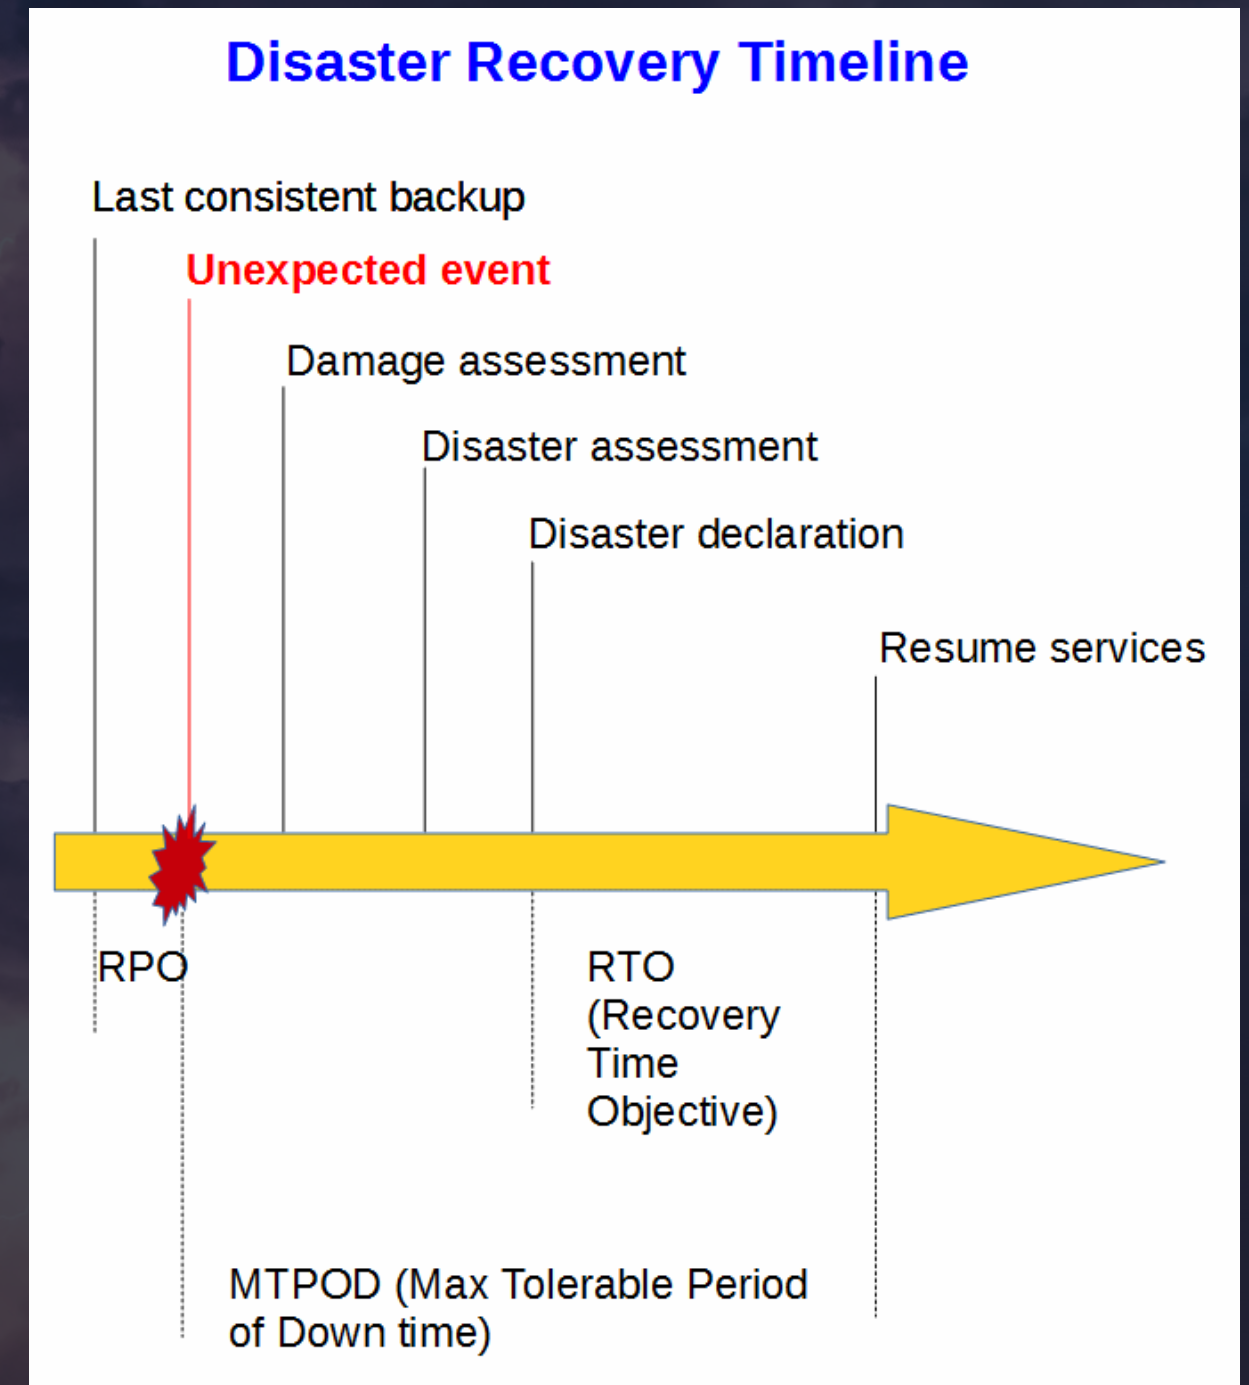 Disaster Recovery Timeline
Last consistent backup
Unexpected event
Damage assessment
Disaster assessment
Disaster declaration
Resume services
RPO
RTO
(Recovery
Time
Objective)
MTPOD (Max Tolerable Period
of Down time)